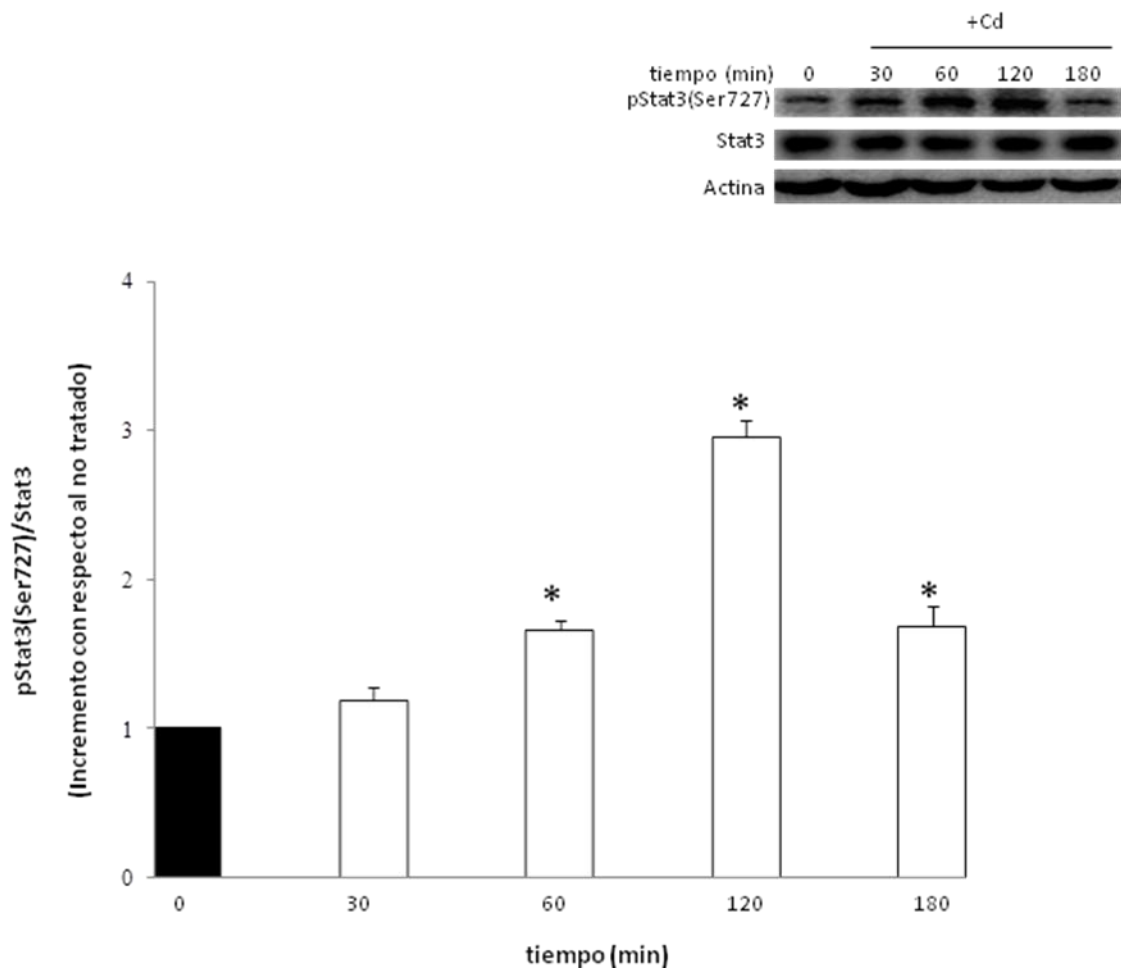 +Cd
tiempo (min) 0 30 60 120 180
pStat3(Ser727)
Stat3
Actina
pStat3(Ser727)/Stat3
(Incremento con respecto al no tratado)
4
3
2
1
0
*
*
*
0 30 60 120 180
tiempo (min)